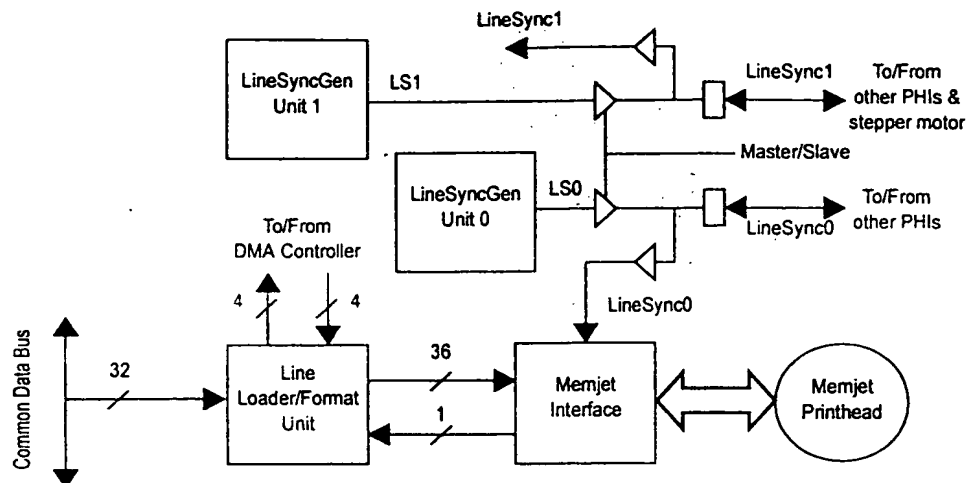 LineSync1
LineSyncGen
Unit 1
LS1
LineSync1
To/From
other PHIs &
stepper motor
Master/Slave
LineSyncGen
Unit 0
LS0
LineSync0
To/From
other PHIs
To/From
DMA Controller
4
4
LineSync0
Common Data Bus
32
Line
Loader/Format
Unit
36
1
Memjet
Interface
Memjet
Printhead